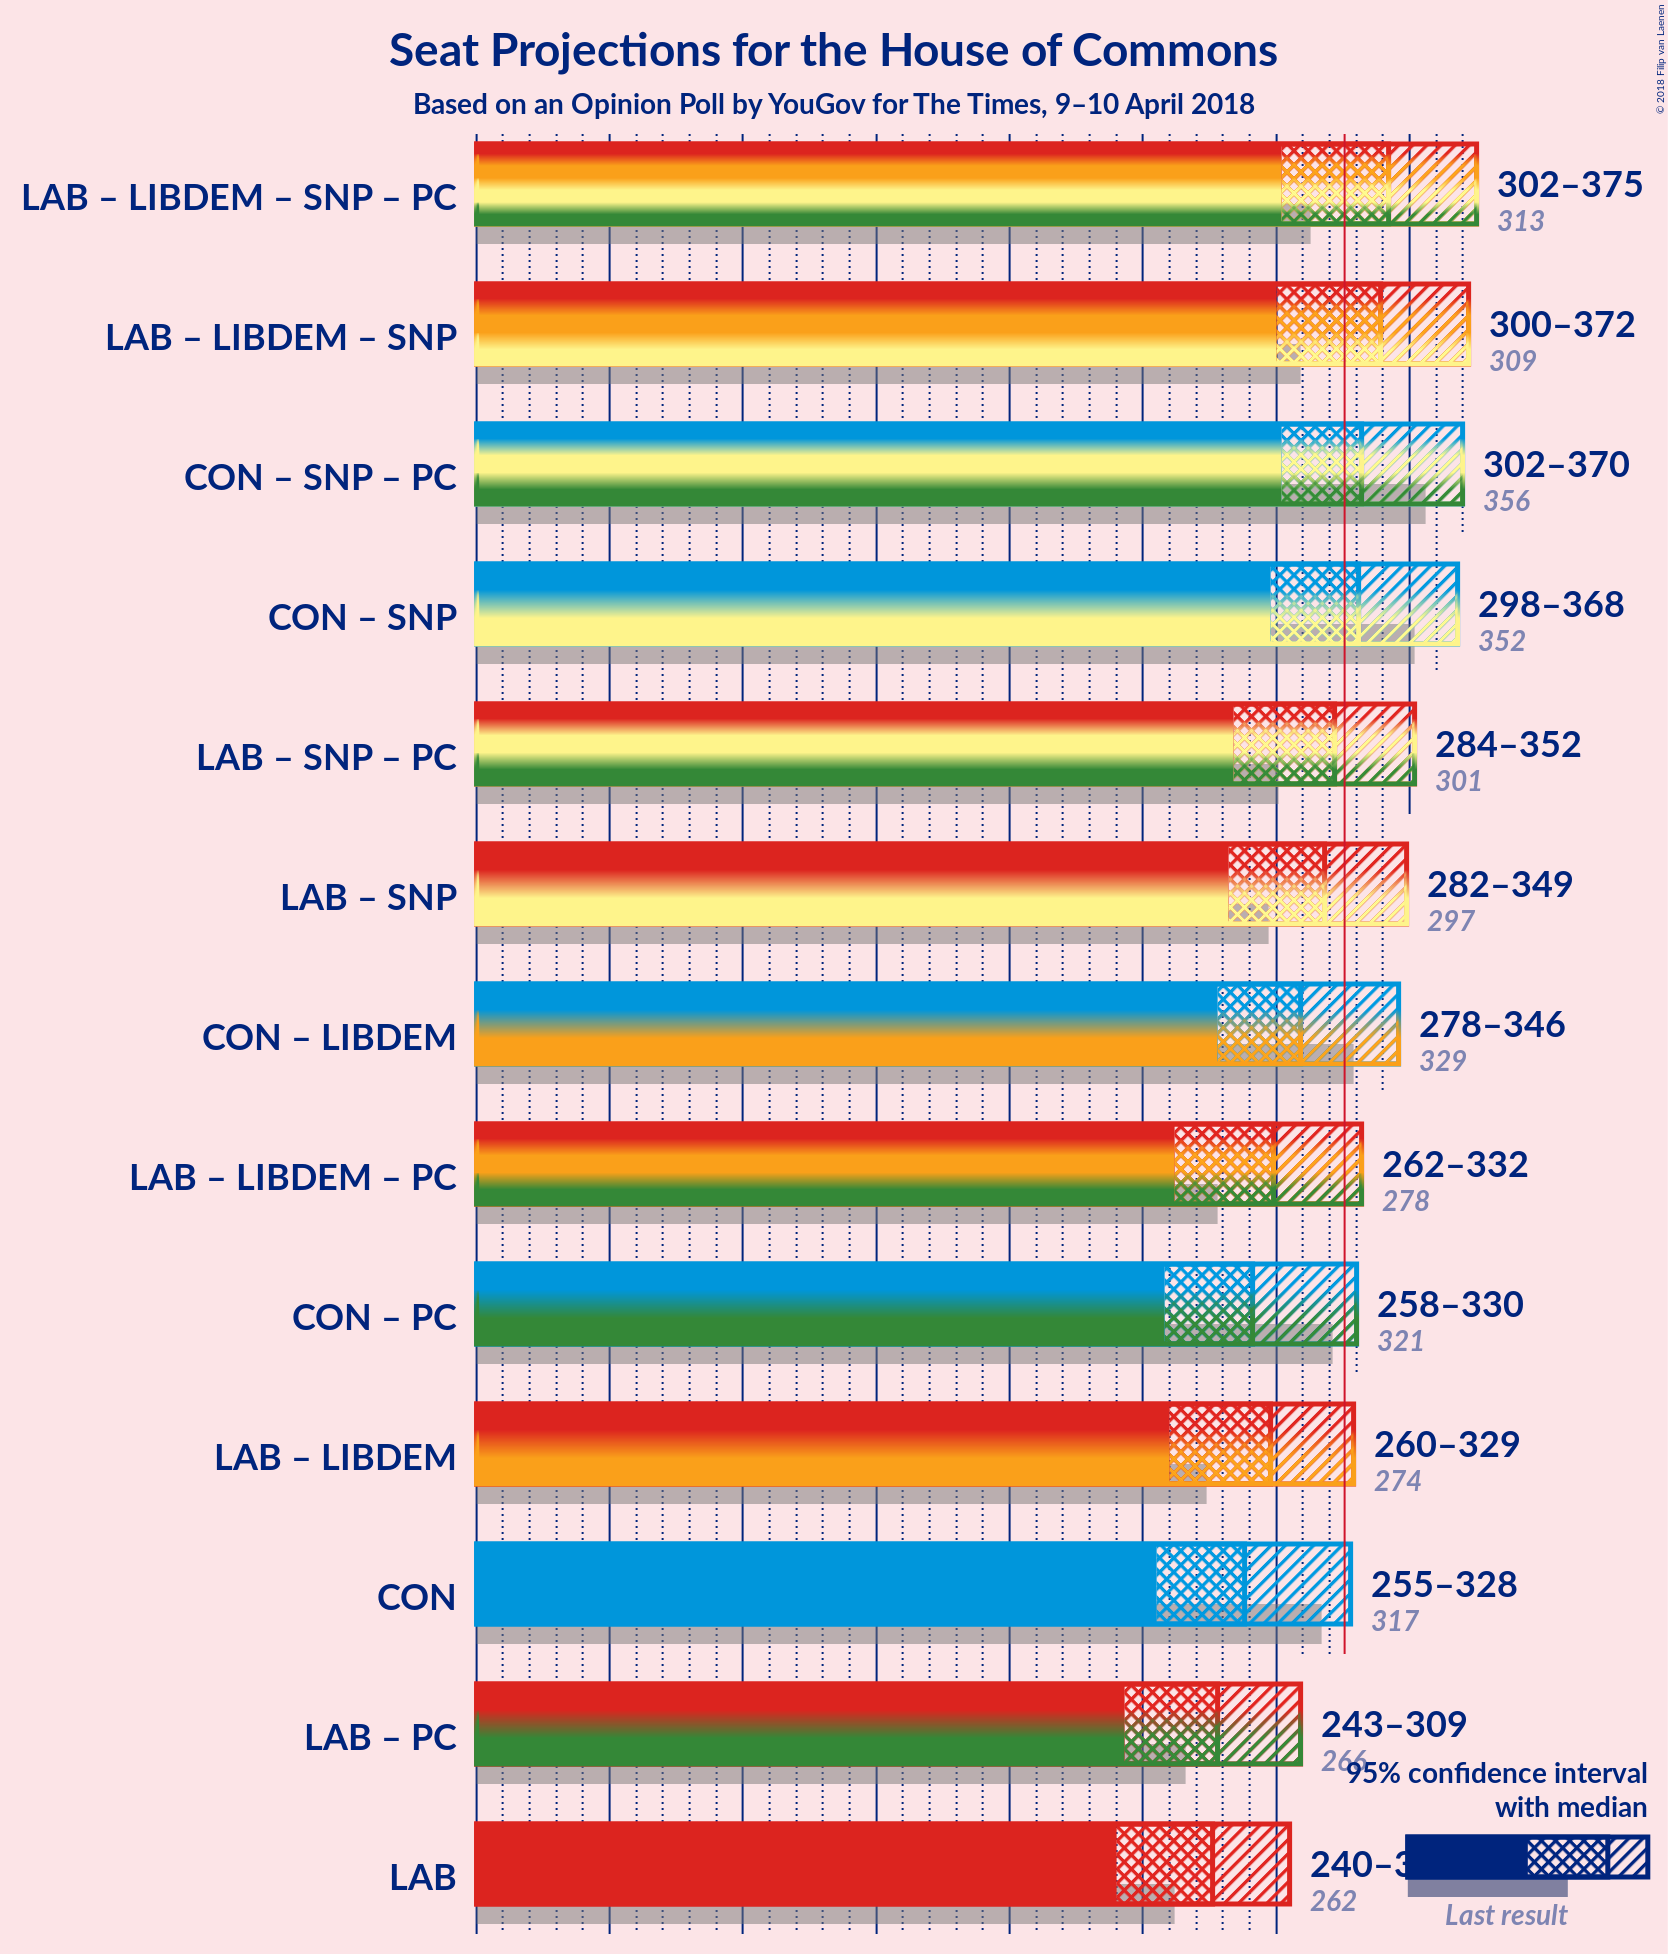 Seat Projections for the House of Commons
Based on an Opinion Poll by YouGov for The Times, 9–10 April 2018
© 2018 Filip van Laenen
LAB – LIBDEM – SNP – PC
302–375
313
LAB – LIBDEM – SNP
300–372
309
CON – SNP – PC
302–370
356
CON – SNP
298–368
352
LAB – SNP – PC
284–352
301
LAB – SNP
282–349
297
CON – LIBDEM
278–346
329
LAB – LIBDEM – PC
262–332
278
CON – PC
258–330
321
LAB – LIBDEM
260–329
274
CON
255–328
317
LAB – PC
243–309
266
95% confidence interval
with median
LAB
240–3
262
Last result